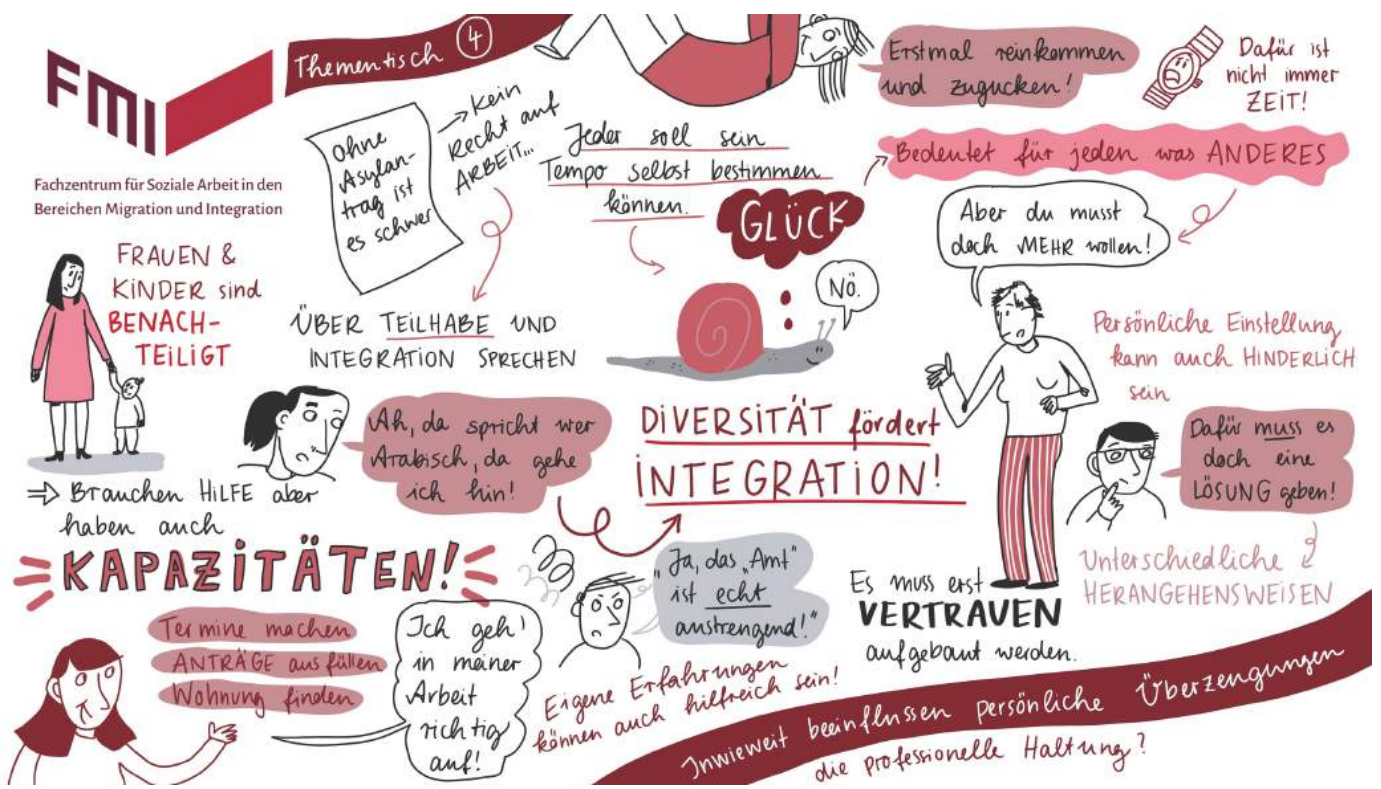 FMI
Fachzentrum für Soziale Arbeit in den
Bereichen Migration und Integration
Thementisch 4
ohne
Asylan-
trag ist
es schwer
→ Kein
Recht auf
ARBEIT...
ÜBER TEILHABE UND
INTEGRATION SPRECHEN
Jeder soll sein
Tempo selbst bestimmen
können.
GLÜCK
NÖ.
Erstmal reinkommen
und zugucken!
Dafür ist
nicht immer
ZEIT!
Bedeutet für jeden was ANDERES
Aber du musst
doch MEHR wollen!
Persönliche Einstellung
kann auch HINDERLICH
sein
Dafür muss es
doch eine
LÖSUNG geben!
Unterschiedliche
HERANGEHENSWEISEN
FRAUEN &
KINDER sind
BENACH-
TEILIGT
⇒ Brauchen HILFE aber
haben auch
KAPAZITÄTEN!
Ah, da spricht wer
Arabisch, da gehe
ich hin!
DIVERSITÄT fördert
INTEGRATION!
Termine machen
ANTRÄGE ausfüllen
Wohnung finden
Ich geh'
in meiner
Arbeit
richtig
auf!
"Ja, das „Amt"
ist echt
anstrengend!"
Eigene Erfahrungen
können auch hilfreich sein!
Es muss erst
VERTRAUEN
aufgebaut werden.
Inwieweit beeinflussen persönliche Überzeugungen
die professionelle Haltung?